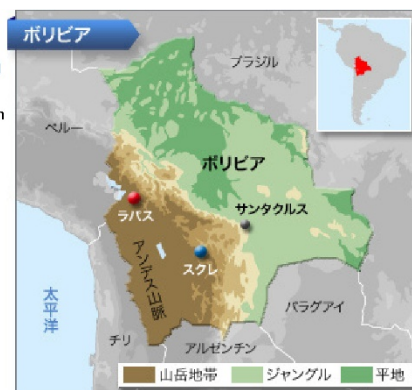 ボリビア
ブラジル
n
ペルー
ボリビア
サンタクルス
ラパス
スクレ
アンデス山脈
太平洋
パラグアイ
チリ
アルゼンチン
山岳地帯 ジャングル 平地